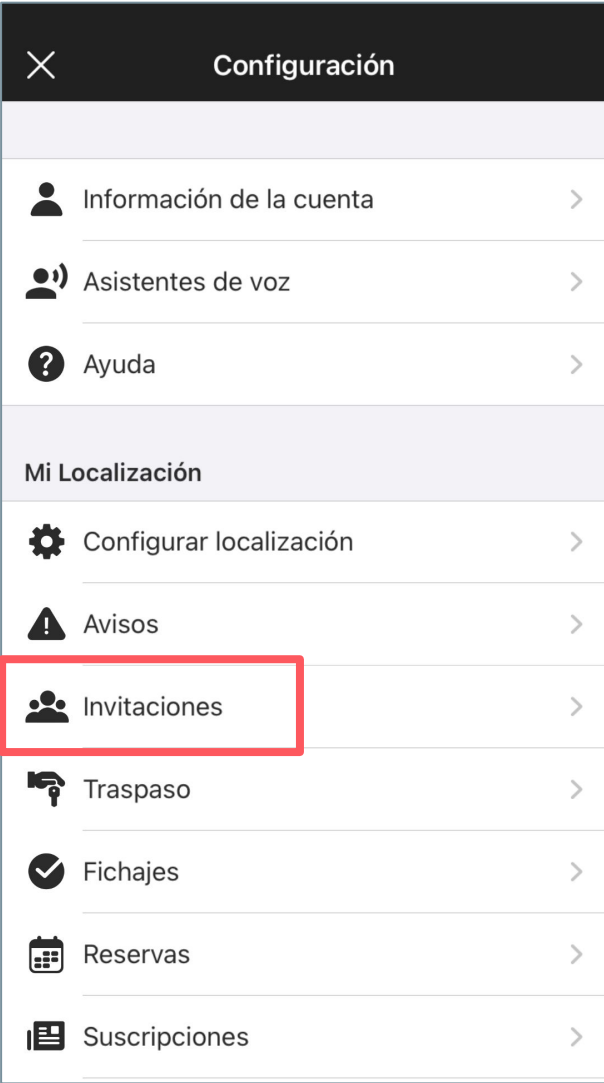 Configuración
Información de la cuenta
Asistentes de voz
Ayuda
Mi Localización
Configurar localización
Avisos
Invitaciones
Traspaso
Fichajes
Reservas
Suscripciones